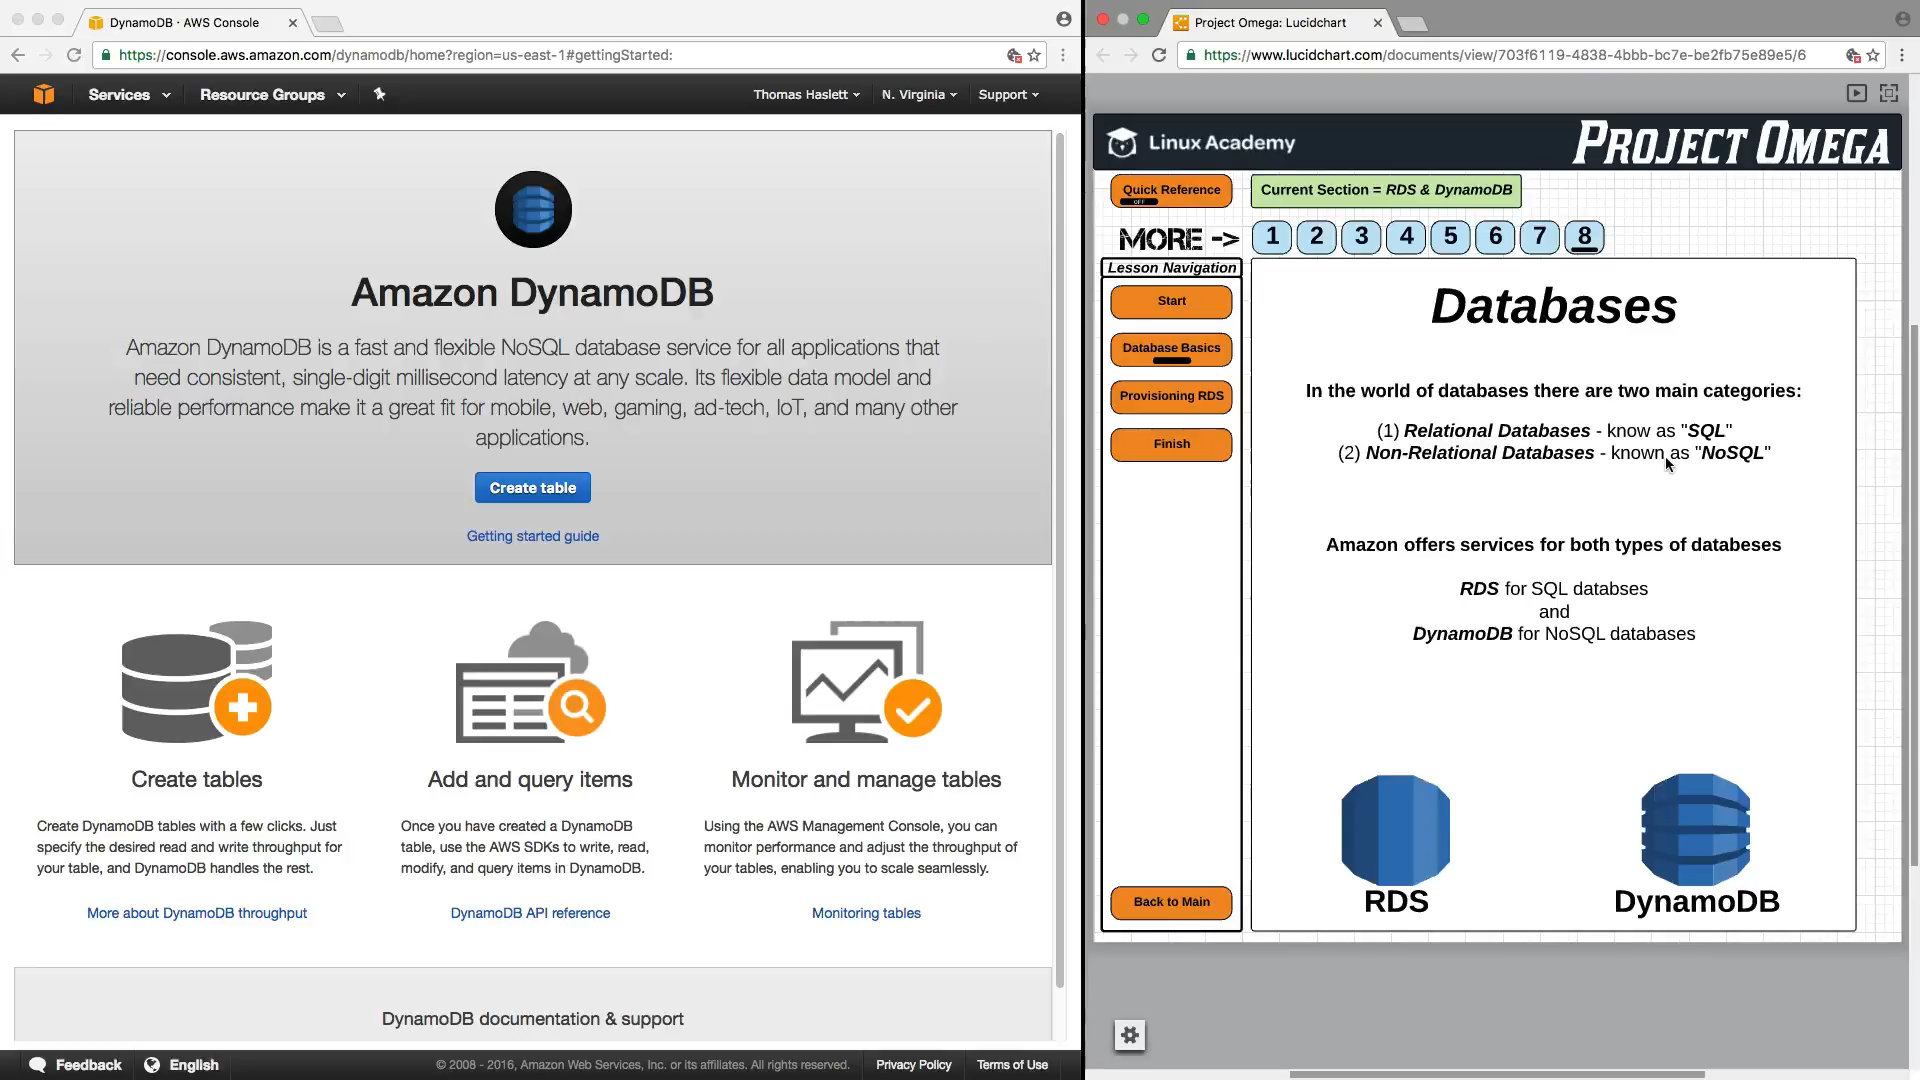 DynamoDB · AWS Console
https://console.aws.amazon.com/dynamodb/home?region=us-east-1#gettingStarted:
Services
Resource Groups
Thomas Haslett
N. Virginia
Support
Amazon DynamoDB
Amazon DynamoDB is a fast and flexible NoSQL database service for all applications that
need consistent, single-digit millisecond latency at any scale. Its flexible data model and
reliable performance make it a great fit for mobile, web, gaming, ad-tech, IoT, and many other
applications.
Create table
Getting started guide
Create tables
Create DynamoDB tables with a few clicks. Just
specify the desired read and write throughput for
your table, and DynamoDB handles the rest.
More about DynamoDB throughput
Add and query items
Once you have created a DynamoDB
table, use the AWS SDKs to write, read,
modify, and query items in DynamoDB.
DynamoDB API reference
Monitor and manage tables
Using the AWS Management Console, you can
monitor performance and adjust the throughput of
your tables, enabling you to scale seamlessly.
Monitoring tables
DynamoDB documentation & support
Feedback
English
© 2008 - 2016, Amazon Web Services, Inc. or its affiliates. All rights reserved.
Privacy Policy
Terms of Use
Project Omega: Lucidchart
https://www.lucidchart.com/documents/view/703f6119-4838-4bbb-bc7e-be2fb75e89e5/6
Linux Academy
PROJECT OMEGA
Quick Reference
OFF
Current Section = RDS & DynamoDB
MORE ->
1 2 3 4 5 6 7 8
Lesson Navigation
Start
Database Basics
Provisioning RDS
Finish
Back to Main
Databases
In the world of databases there are two main categories:
(1) Relational Databases - know as "SQL"
(2) Non-Relational Databases - known as "NoSQL"
Amazon offers services for both types of databeses
RDS for SQL databses
and
DynamoDB for NoSQL databases
RDS
DynamoDB